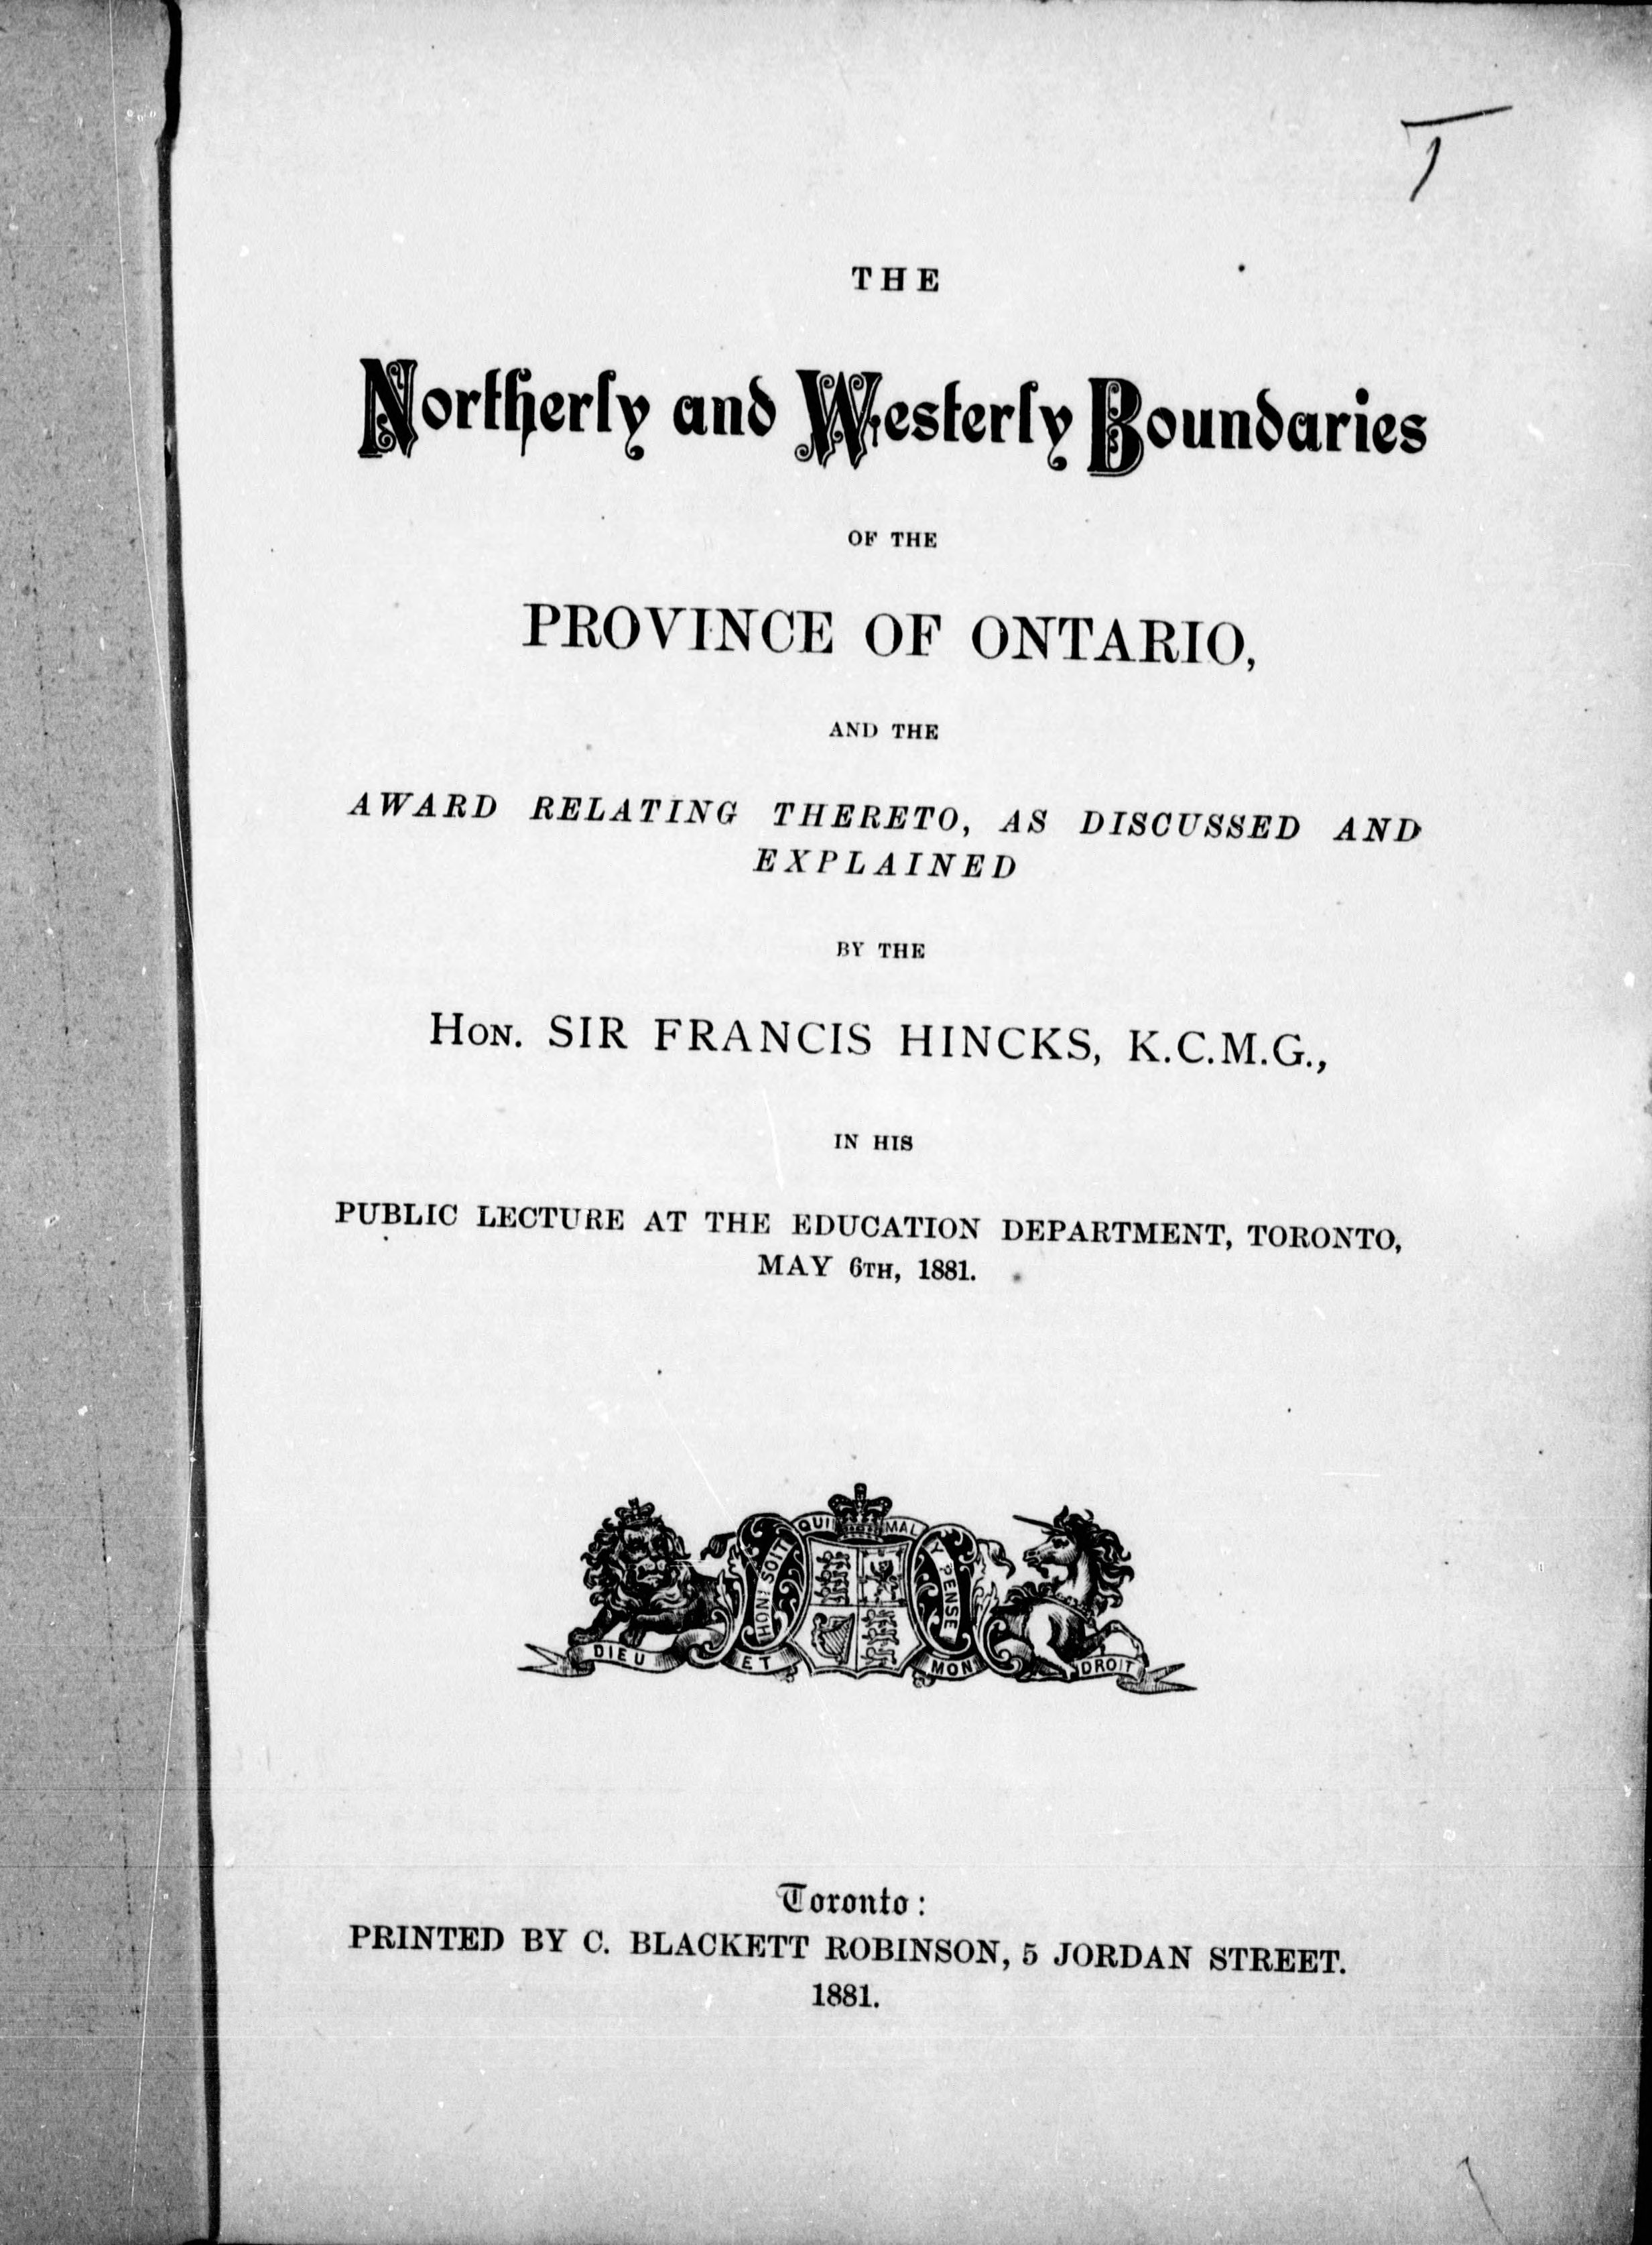 THE
Northerly and Westerly Boundaries
OF THE
PROVINCE OF ONTARIO,
AND THE
AWARD RELATING THERETO, AS DISCUSSED AND
EXPLAINED
BY THE
HON. SIR FRANCIS HINCKS, K.C.M.G.,
IN HIS
PUBLIC LECTURE AT THE EDUCATION DEPARTMENT, TORONTO,
MAY 6TH, 1881.
HONI SOIT QUI MAL Y PENSE
DIEU ET MON DROIT
Toronto:
PRINTED BY C. BLACKETT ROBINSON, 5 JORDAN STREET.
1881.